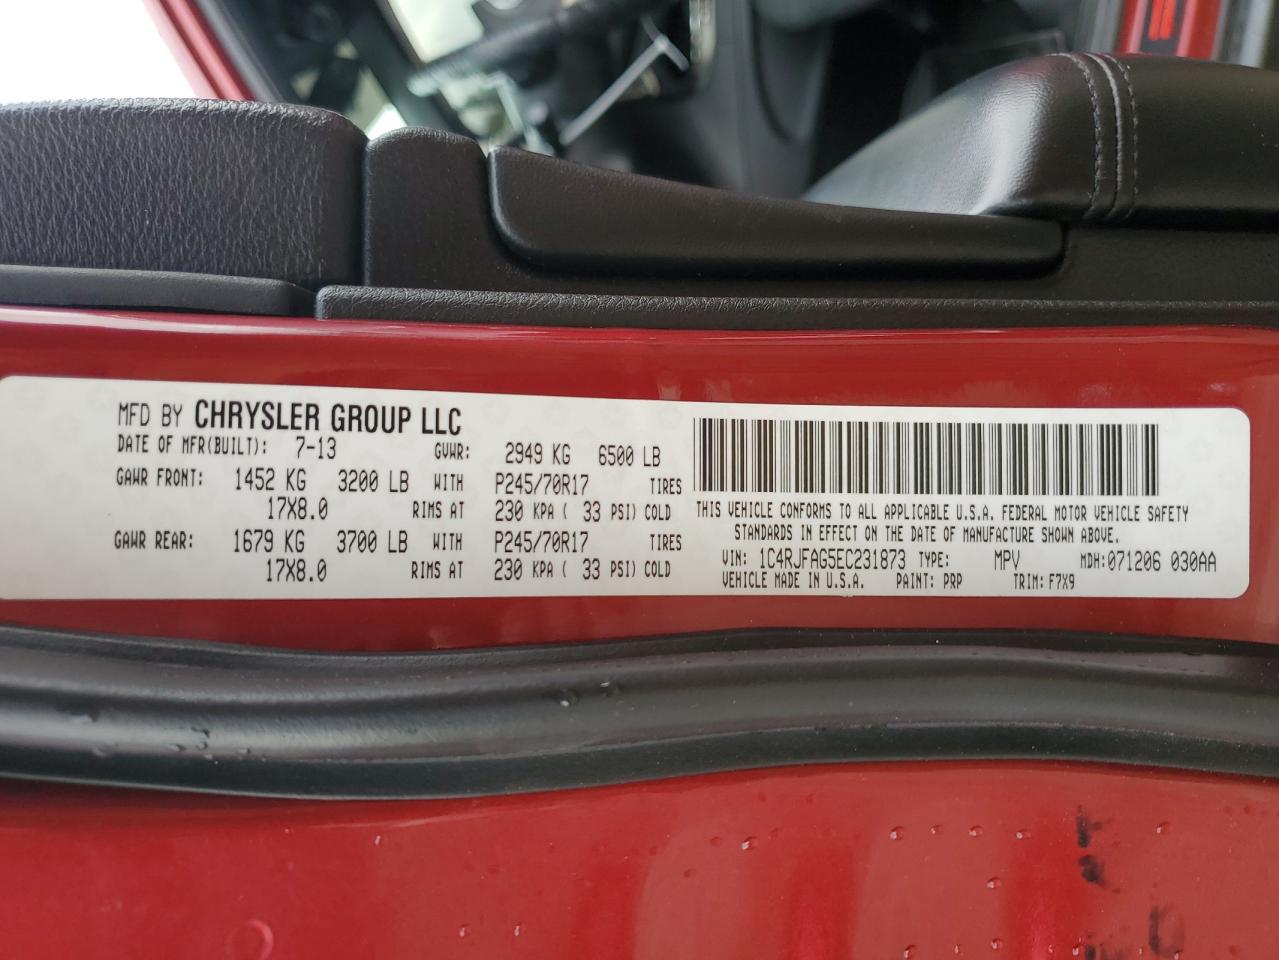 MFD BY CHRYSLER GROUP LLC
DATE OF MFR(BUILT): 7-13 GVWR: 2949 KG 6500 LB
GAWR FRONT: 1452 KG 3200 LB WITH P245/70R17 TIRES
17X8.0 RIMS AT 230 KPA ( 33 PSI) COLD
GAWR REAR: 1679 KG 3700 LB WITH P245/70R17 TIRES
17X8.0 RIMS AT 230 KPA ( 33 PSI) COLD
THIS VEHICLE CONFORMS TO ALL APPLICABLE U.S.A. FEDERAL MOTOR VEHICLE SAFETY
STANDARDS IN EFFECT ON THE DATE OF MANUFACTURE SHOWN ABOVE.
VIN: 1C4RJFAG5EC231873 TYPE: MPV MDH:071206 030AA
VEHICLE MADE IN U.S.A. PAINT: PRP TRIM: F7X9